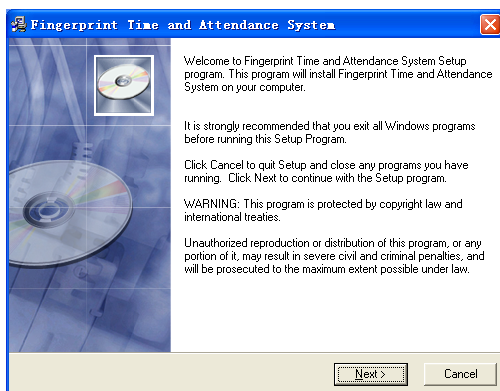 Fingerprint Time and Attendance System
Welcome to Fingerprint Time and Attendance System Setup
program. This program will install Fingerprint Time and Attendance
System on your computer.
It is strongly recommended that you exit all Windows programs
before running this Setup Program.
Click Cancel to quit Setup and close any programs you have
running. Click Next to continue with the Setup program.
WARNING: This program is protected by copyright law and
international treaties.
Unauthorized reproduction or distribution of this program, or any
portion of it, may result in severe civil and criminal penalties, and
will be prosecuted to the maximum extent possible under law.
Next >
Cancel